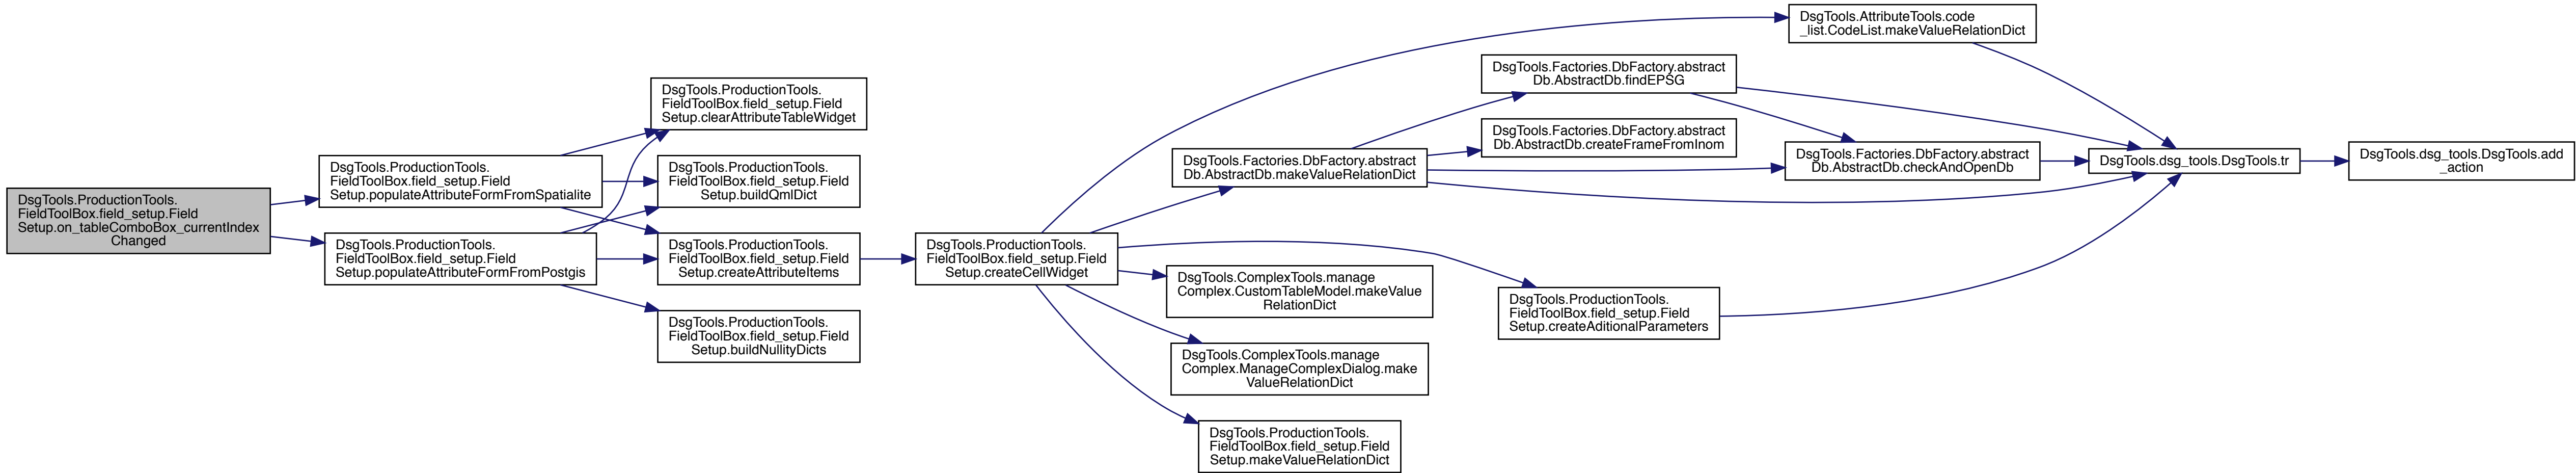 DsgTools.ProductionTools.
FieldToolBox.field_setup.Field
Setup.on_tableComboBox_currentIndex
Changed
DsgTools.ProductionTools.
FieldToolBox.field_setup.Field
Setup.populateAttributeFormFromSpatialite
DsgTools.ProductionTools.
FieldToolBox.field_setup.Field
Setup.populateAttributeFormFromPostgis
DsgTools.ProductionTools.
FieldToolBox.field_setup.Field
Setup.clearAttributeTableWidget
DsgTools.ProductionTools.
FieldToolBox.field_setup.Field
Setup.buildQmlDict
DsgTools.ProductionTools.
FieldToolBox.field_setup.Field
Setup.createAttributeItems
DsgTools.ProductionTools.
FieldToolBox.field_setup.Field
Setup.buildNullityDicts
DsgTools.ProductionTools.
FieldToolBox.field_setup.Field
Setup.createCellWidget
DsgTools.Factories.DbFactory.abstract
Db.AbstractDb.makeValueRelationDict
DsgTools.ComplexTools.manage
Complex.CustomTableModel.makeValue
RelationDict
DsgTools.ComplexTools.manage
Complex.ManageComplexDialog.make
ValueRelationDict
DsgTools.ProductionTools.
FieldToolBox.field_setup.Field
Setup.makeValueRelationDict
DsgTools.Factories.DbFactory.abstract
Db.AbstractDb.findEPSG
DsgTools.Factories.DbFactory.abstract
Db.AbstractDb.createFrameFromInom
DsgTools.ProductionTools.
FieldToolBox.field_setup.Field
Setup.createAditionalParameters
DsgTools.AttributeTools.code
_list.CodeList.makeValueRelationDict
DsgTools.Factories.DbFactory.abstract
Db.AbstractDb.checkAndOpenDb
DsgTools.dsg_tools.DsgTools.tr
DsgTools.dsg_tools.DsgTools.add
_action